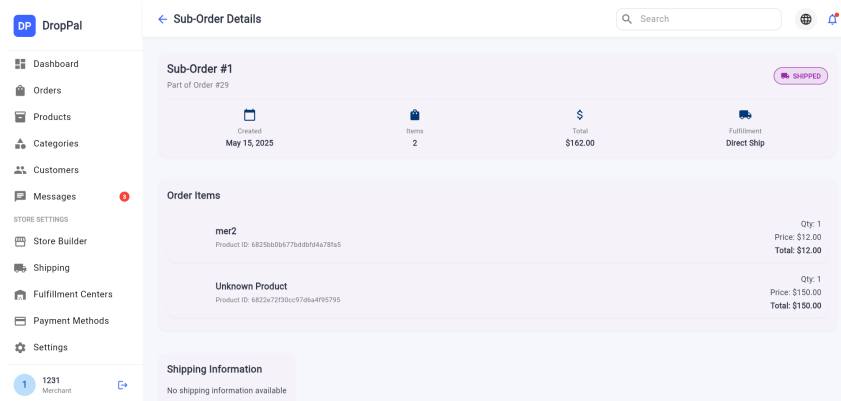 DP DropPal
Dashboard
Orders
Products
Categories
Customers
Messages 3
STORE SETTINGS
Store Builder
Shipping
Fulfillment Centers
Payment Methods
Settings
1 1231
Merchant
Sub-Order Details
Search
Sub-Order #1
Part of Order #29
SHIPPED
Created
May 15, 2025
Items
2
Total
$162.00
Fulfillment
Direct Ship
Order Items
mer2
Product ID: 6825bb0b677bddbfd4a78fa5
Qty: 1
Price: $12.00
Total: $12.00
Unknown Product
Product ID: 6822e72f30cc97d6a4f95795
Qty: 1
Price: $150.00
Total: $150.00
Shipping Information
No shipping information available